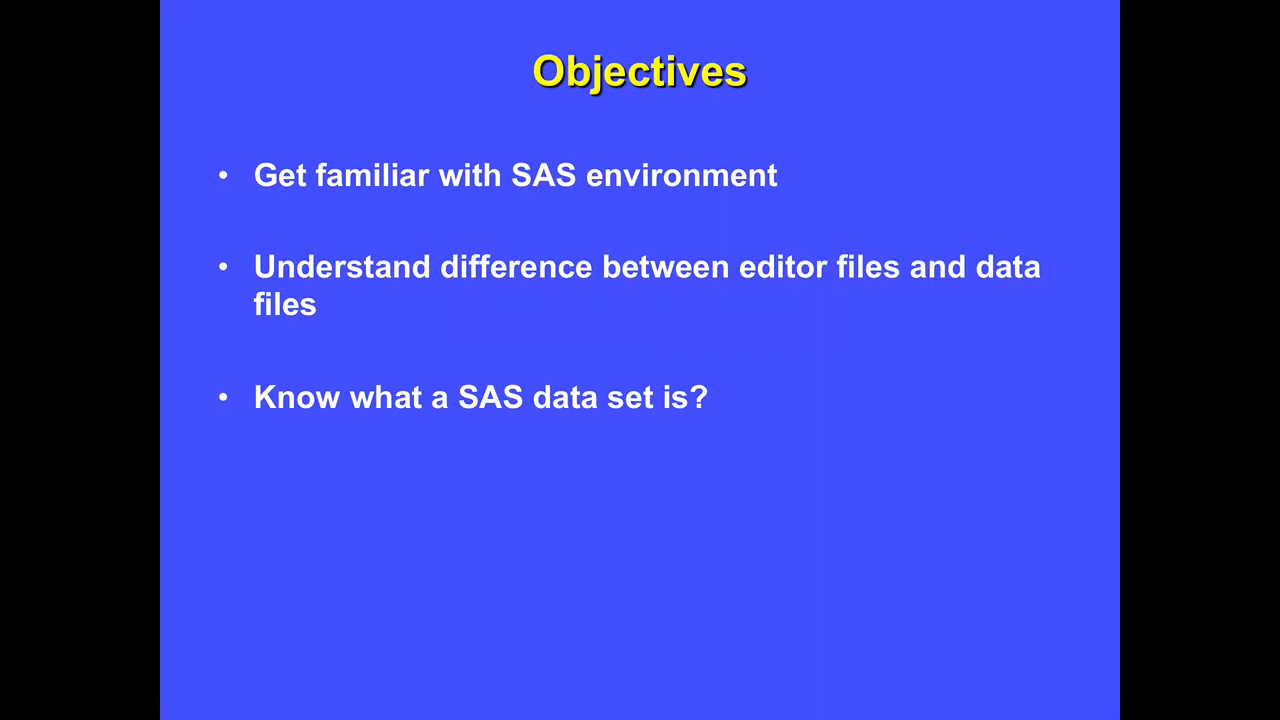 Objectives
• Get familiar with SAS environment
• Understand difference between editor files and data
files
• Know what a SAS data set is?